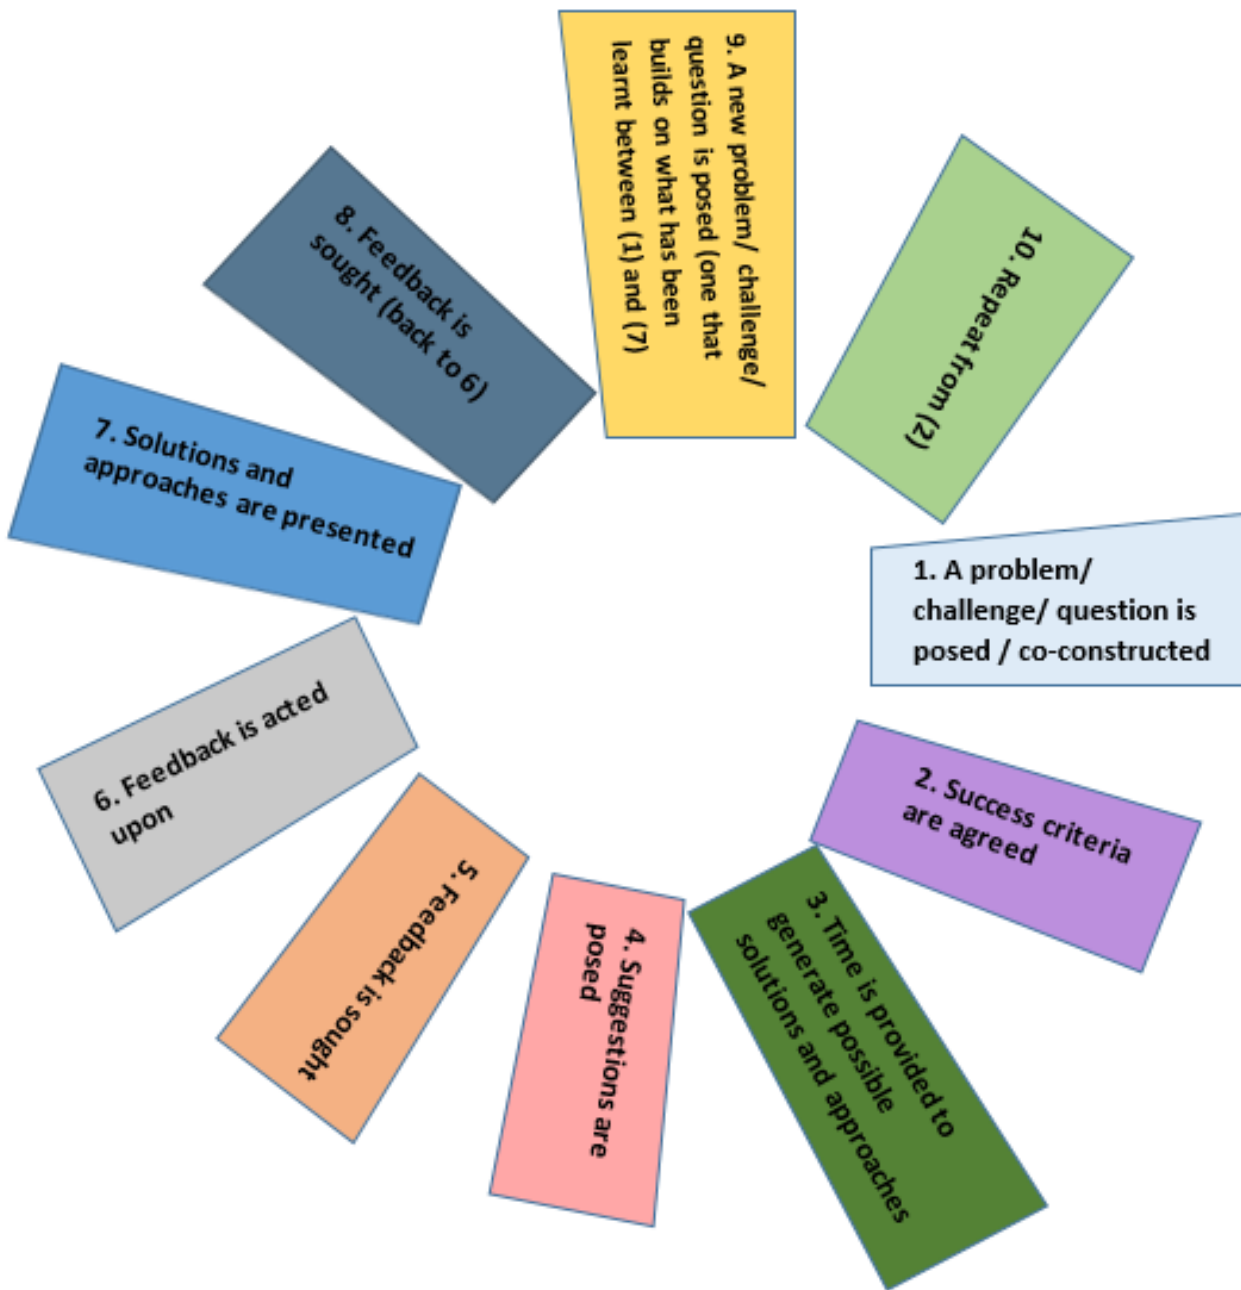 1. A problem/
challenge/ question is
posed / co-constructed
2. Success criteria
are agreed
3. Time is provided to
generate possible
solutions and approaches
4. Suggestions are
posed
5. Feedback is sought
6. Feedback is acted
upon
7. Solutions and
approaches are presented
8. Feedback is
sought (back to 6)
9. A new problem/ challenge/
question is posed (one that
builds on what has been
learnt between (1) and (7)
10. Repeat from (2)